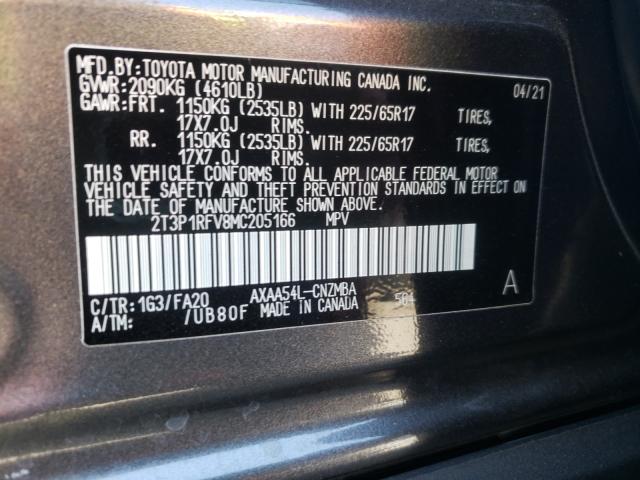 MFD.BY:TOYOTA MOTOR MANUFACTURING CANADA INC.
GVWR:2090KG (4610LB) 04/21
GAWR:FRT. 1150KG (2535LB) WITH 225/65R17 TIRES,
17X7.0J RIMS.
RR. 1150KG (2535LB) WITH 225/65R17 TIRES,
17X7.0J RIMS.
THIS VEHICLE CONFORMS TO ALL APPLICABLE FEDERAL MOTOR
VEHICLE SAFETY AND THEFT PREVENTION STANDARDS IN EFFECT ON
THE DATE OF MANUFACTURE SHOWN ABOVE.
2T3P1RFV8MC205166 MPV
C/TR:1G3/FA20 AXAA54L-CNZMBA 504 A
A/TM: /UB80F MADE IN CANADA